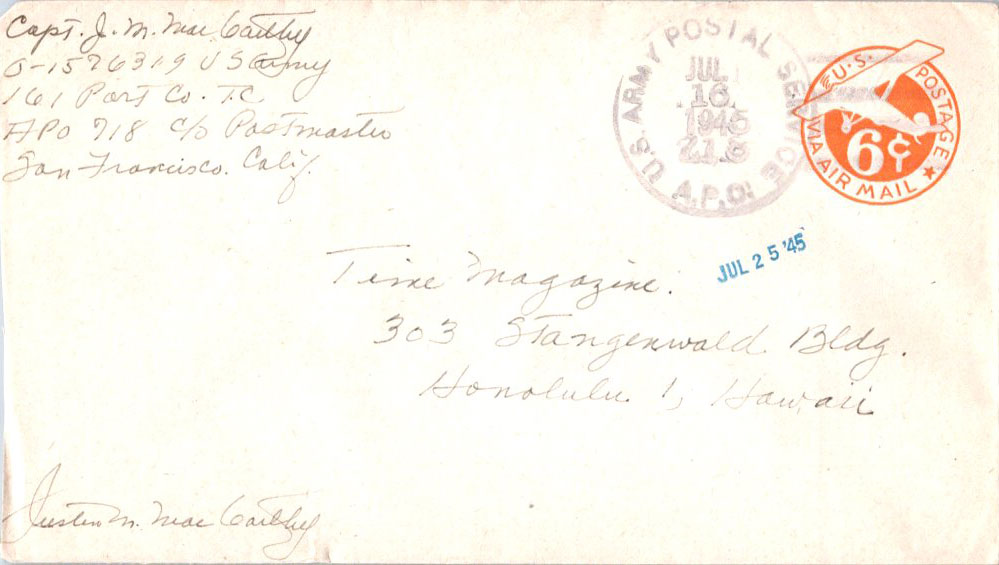 Capt. J. M. MacCarthy
O-1576319 US Army
161 Port Co. T.C
APO 718 c/o Postmaster
San Francisco. Calif.
U.S. ARMY POSTAL SERVICE
JUL
16
1945
718
A.P.O.
U.S. POSTAGE
6¢
VIA AIR MAIL
JUL 25 '45
Time Magazine.
303 Stangenwald Bldg.
Honolulu 1, Hawaii
Justin M. MacCarthy